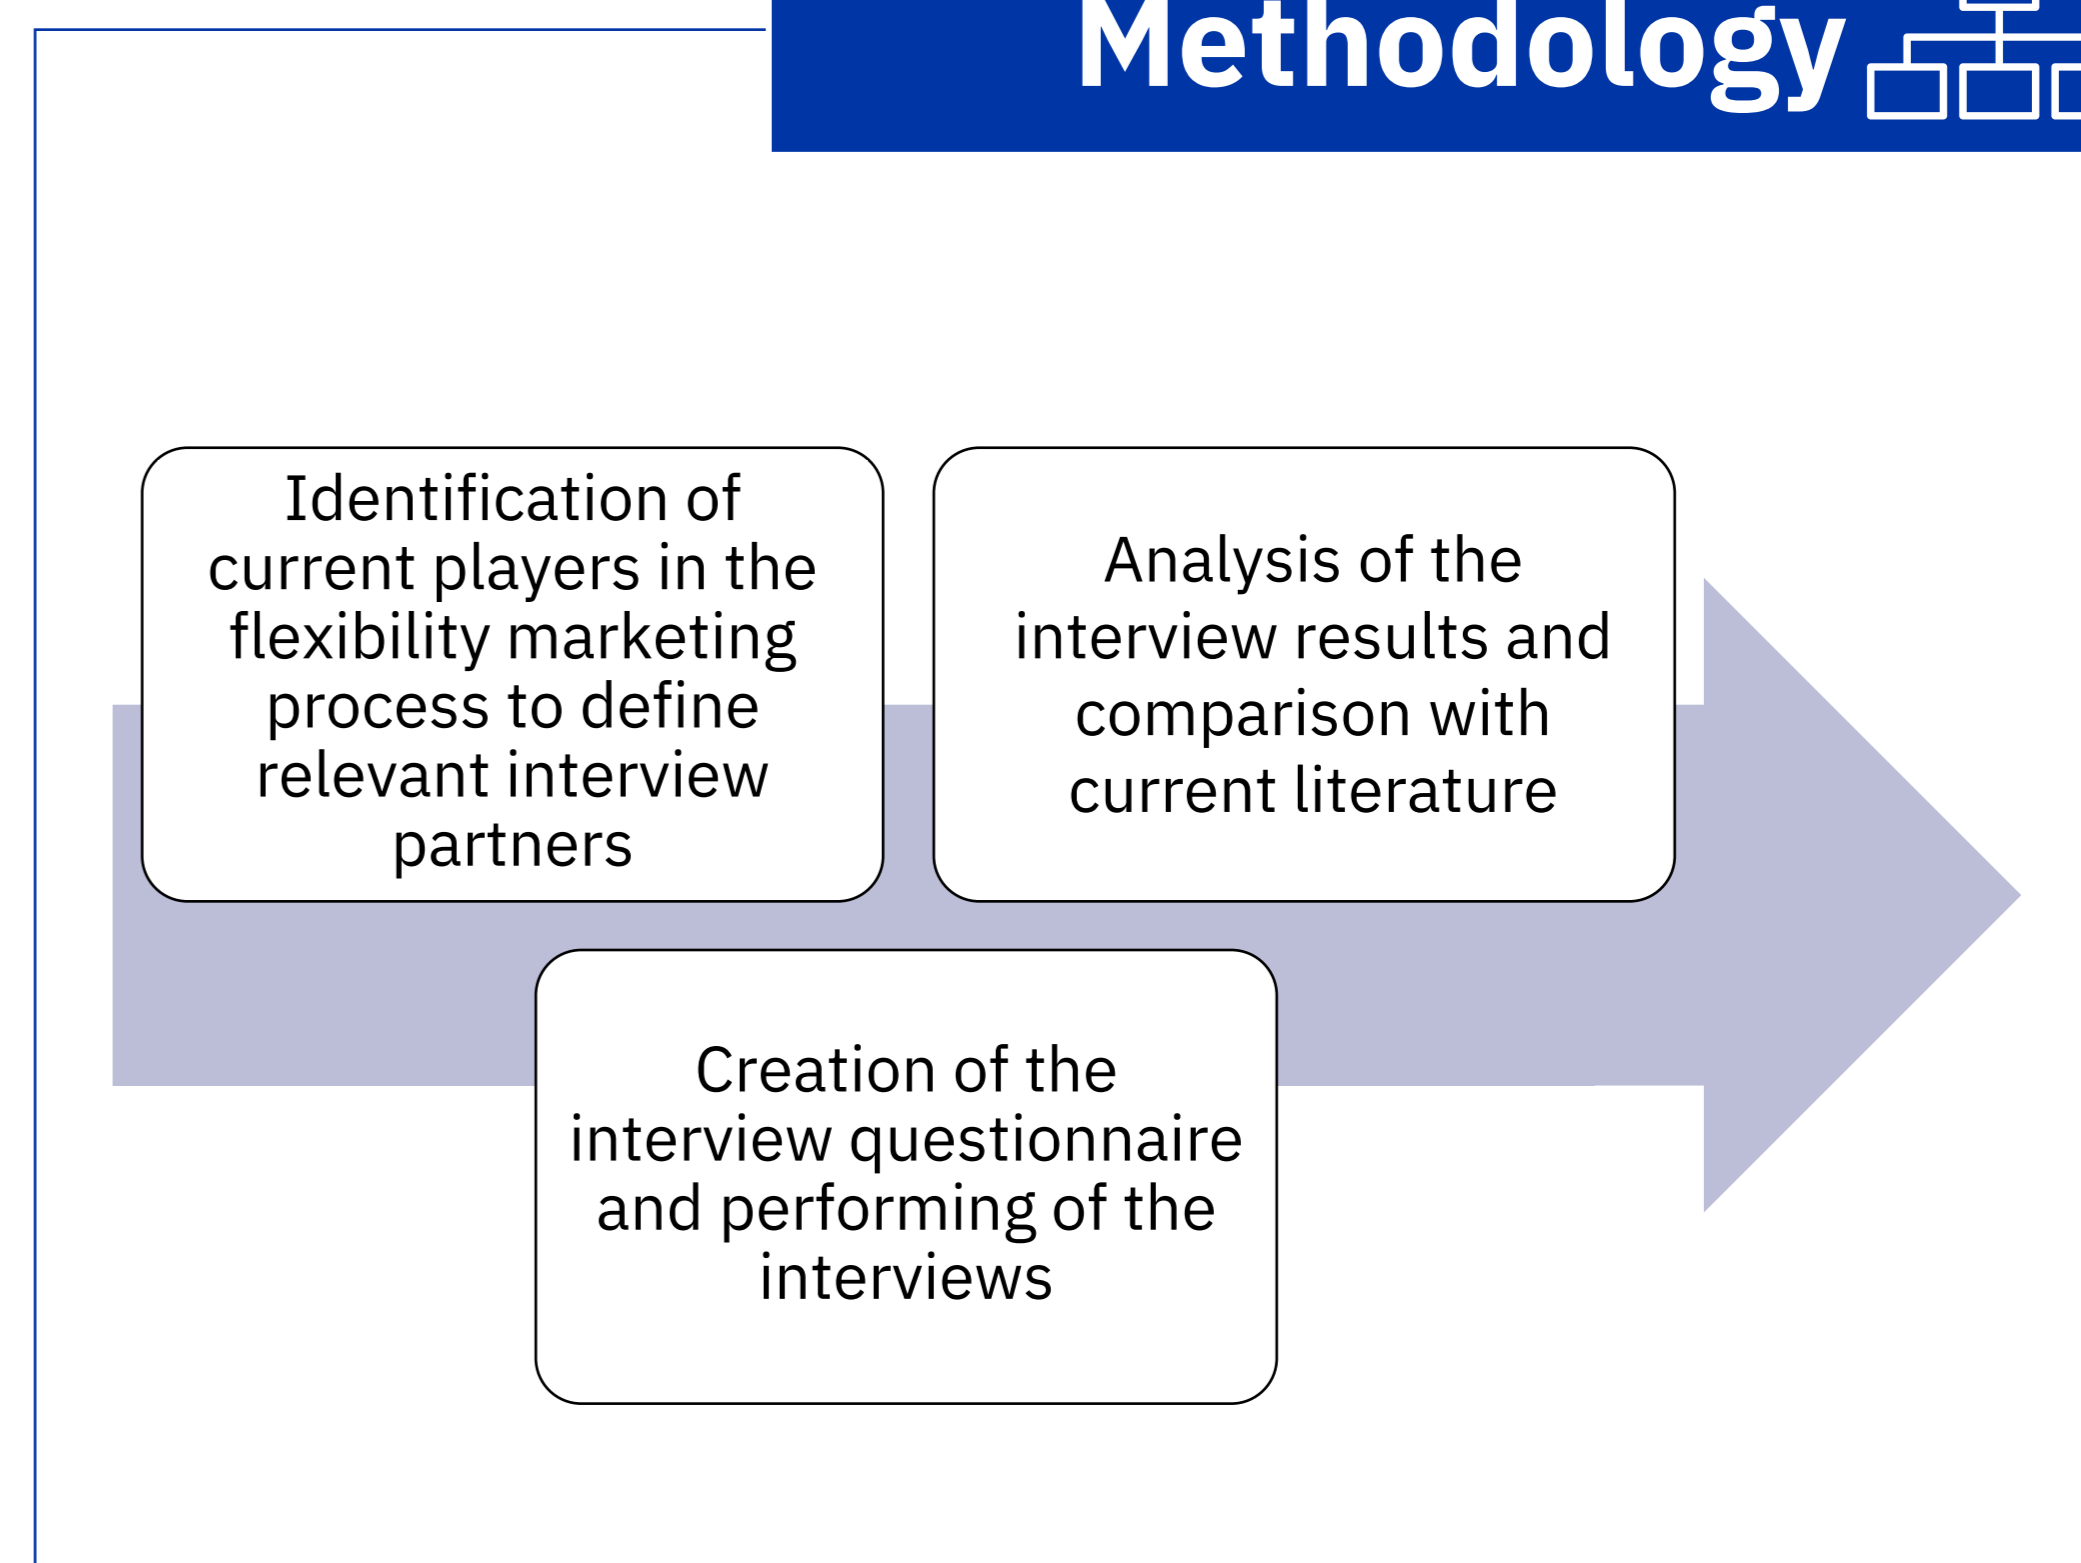 Methodology
Identification of
current players in the
flexibility marketing
process to define
relevant interview
partners
Creation of the
interview questionnaire
and performing of the
interviews
Analysis of the
interview results and
comparison with
current literature